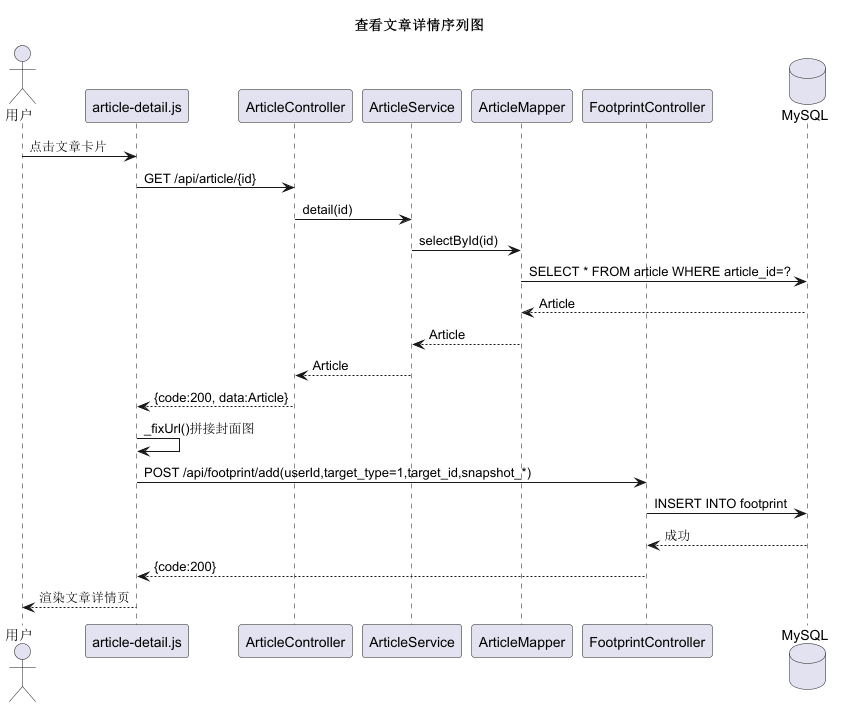 查看文章详情序列图
用户
article-detail.js
ArticleController
ArticleService
ArticleMapper
FootprintController
MySQL
点击文章卡片
GET /api/article/{id}
detail(id)
selectById(id)
SELECT * FROM article WHERE article_id=?
Article
Article
Article
{code:200, data:Article}
_fixUrl()拼接封面图
POST /api/footprint/add(userId,target_type=1,target_id,snapshot_*)
INSERT INTO footprint
成功
{code:200}
渲染文章详情页
用户
article-detail.js
ArticleController
ArticleService
ArticleMapper
FootprintController
MySQL